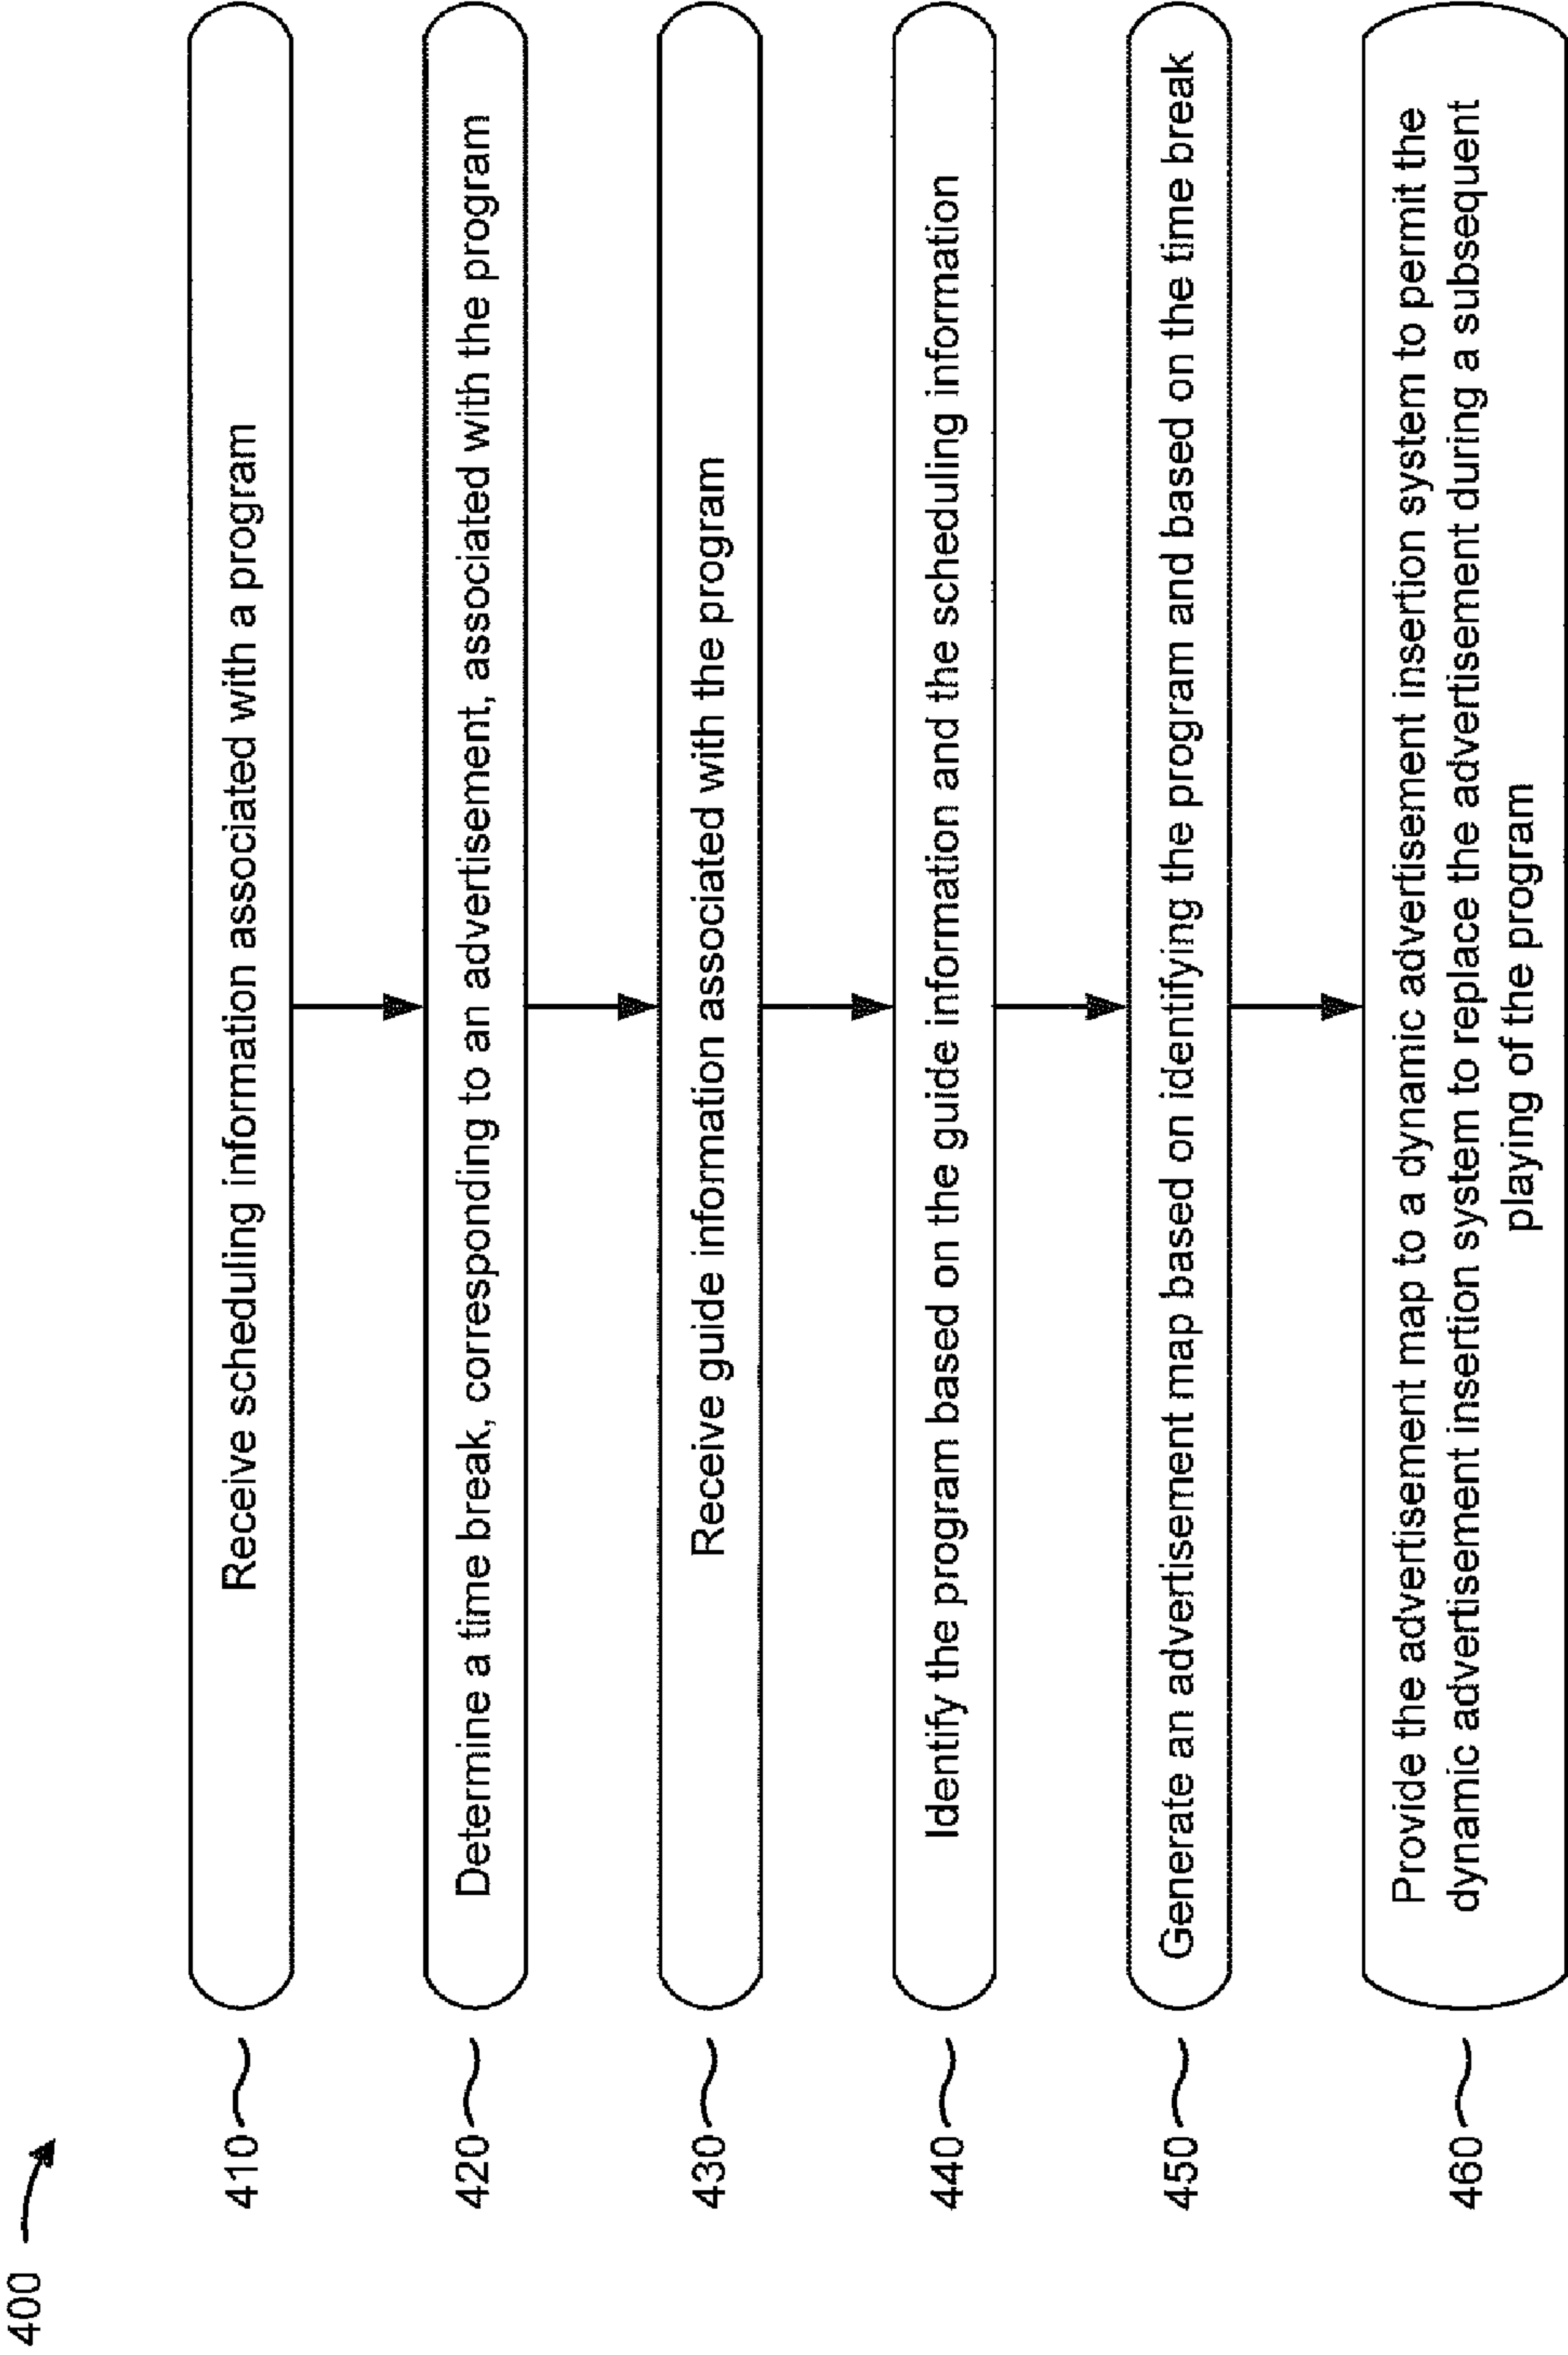 400
410
Receive scheduling information associated with a program
420
Determine a time break, corresponding to an advertisement, associated with the program
430
Receive guide information associated with the program
440
Identify the program based on the guide information and the scheduling information
450
Generate an advertisement map based on identifying the program and based on the time break
460
Provide the advertisement map to a dynamic advertisement insertion system to permit the
dynamic advertisement insertion system to replace the advertisement during a subsequent
playing of the program